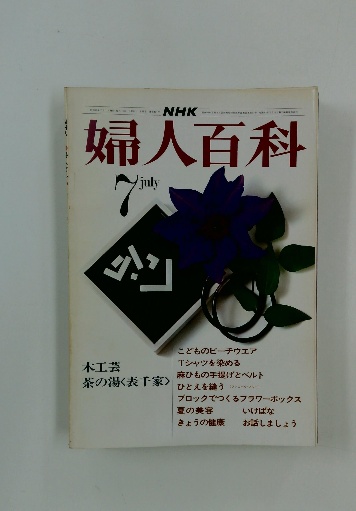 NHK
婦人百科
7 july
こどものビーチウエア
Tシャツを染める
麻ひもの手提げとベルト
ひとえを縫う
ブロックでつくるフラワーボックス
夏の美容 いけばな
きょうの健康 お話しましょう
木工芸
茶の湯〈表千家〉